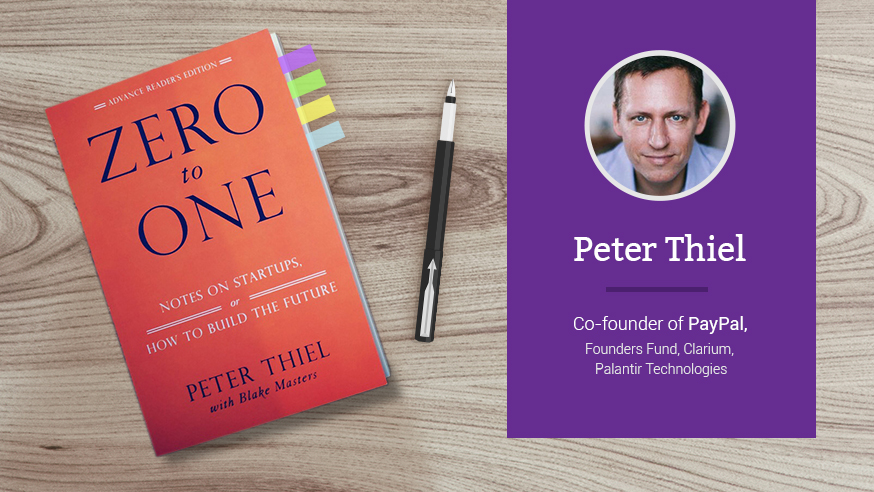 ADVANCE READER'S EDITION
ZERO
to
ONE
NOTES ON STARTUPS,
or
HOW TO BUILD THE FUTURE
PETER THIEL
with Blake Masters
Peter Thiel
Co-founder of PayPal,
Founders Fund, Clarium,
Palantir Technologies